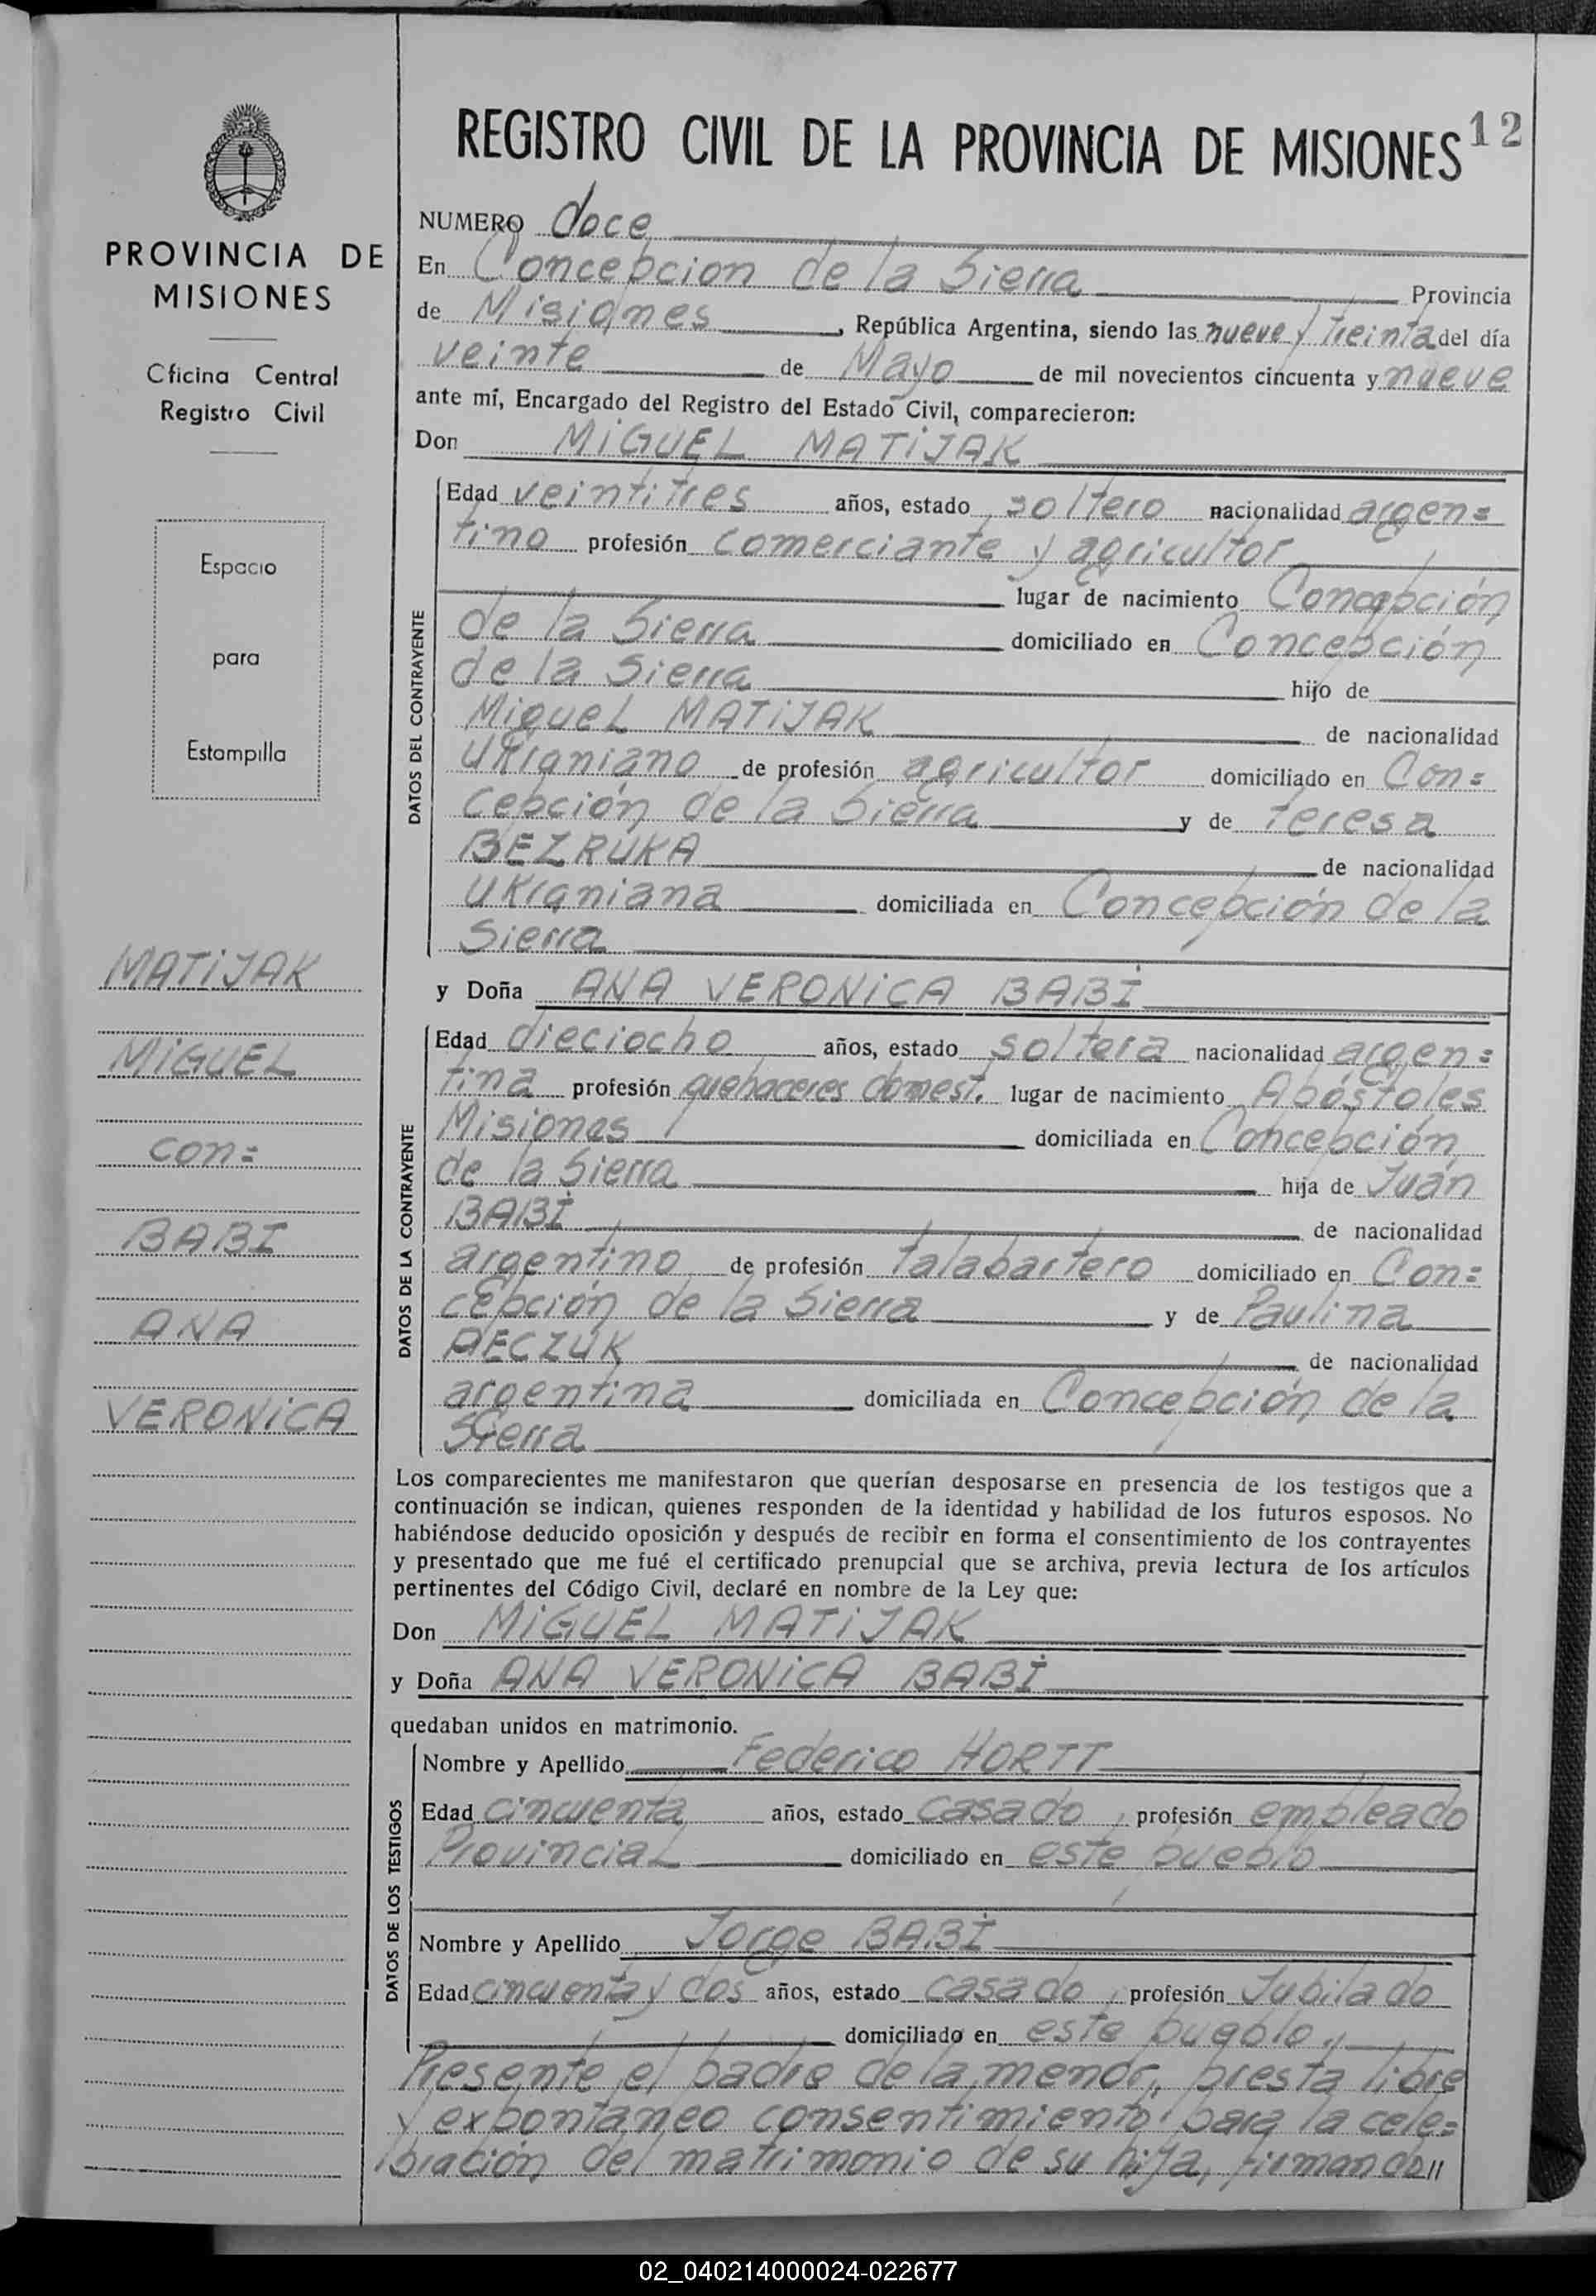 REGISTRO CIVIL DE LA PROVINCIA DE MISIONES 12
PROVINCIA DE
MISIONES
Oficina Central
Registro Civil
Espacio
para
Estampilla
MATIJAK
MIGUEL
con=
BABI
ANA
VERONICA
NUMERO doce
En Concepcion de la Sierra Provincia
de Misiones, República Argentina, siendo las nueve y treinta del día
veinte de Mayo de mil novecientos cincuenta y nueve
ante mí, Encargado del Registro del Estado Civil, comparecieron:
Don MIGUEL MATIJAK
DATOS DEL CONTRAYENTE
Edad veintitres años, estado soltero nacionalidad argen=
tino profesión comerciante y agricultor
lugar de nacimiento Concepción
de la Sierra domiciliado en Concepción
de la Sierra hijo de
Miguel MATIJAK de nacionalidad
Ukraniano de profesión agricultor domiciliado en Con=
cepción de la Sierra y de Teresa
BEZRUKA de nacionalidad
Ukraniana domiciliada en Concepción de la
Sierra
y Doña ANA VERONICA BABI
DATOS DE LA CONTRAYENTE
Edad dieciocho años, estado soltera nacionalidad argen=
tina profesión quehaceres domest. lugar de nacimiento Apóstoles
Misiones domiciliada en Concepción
de la Sierra hija de Juan
BABI de nacionalidad
argentino de profesión talabartero domiciliado en Con=
cepción de la Sierra y de Paulina
AECZUK de nacionalidad
argentina domiciliada en Concepción de la
Sierra
Los comparecientes me manifestaron que querían desposarse en presencia de los testigos que a
continuación se indican, quienes responden de la identidad y habilidad de los futuros esposos. No
habiéndose deducido oposición y después de recibir en forma el consentimiento de los contrayentes
y presentado que me fué el certificado prenupcial que se archiva, previa lectura de los artículos
pertinentes del Código Civil, declaré en nombre de la Ley que:
Don MIGUEL MATIJAK
y Doña ANA VERONICA BABI
quedaban unidos en matrimonio.
DATOS DE LOS TESTIGOS
Nombre y Apellido Federico HORTT
Edad cincuenta años, estado casado, profesión empleado
Provincial domiciliado en este pueblo
Nombre y Apellido Jorge BABI
Edad cincuenta y dos años, estado casado, profesión Jubilado
domiciliado en este pueblo.,
Presente el padre de la menor, presta libre
y expontaneo consentimiento para la cele=
bración del matrimonio de su hija, firmando//
02_040214000024-022677